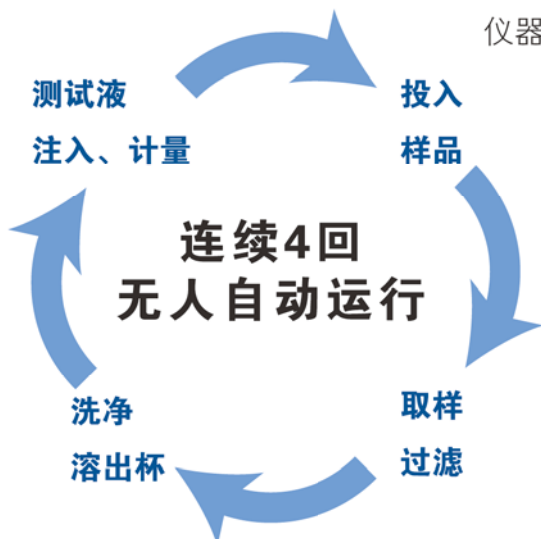 仪器
测试液
注入、计量
投入
样品
连续4回
无人自动运行
取样
过滤
洗净
溶出杯